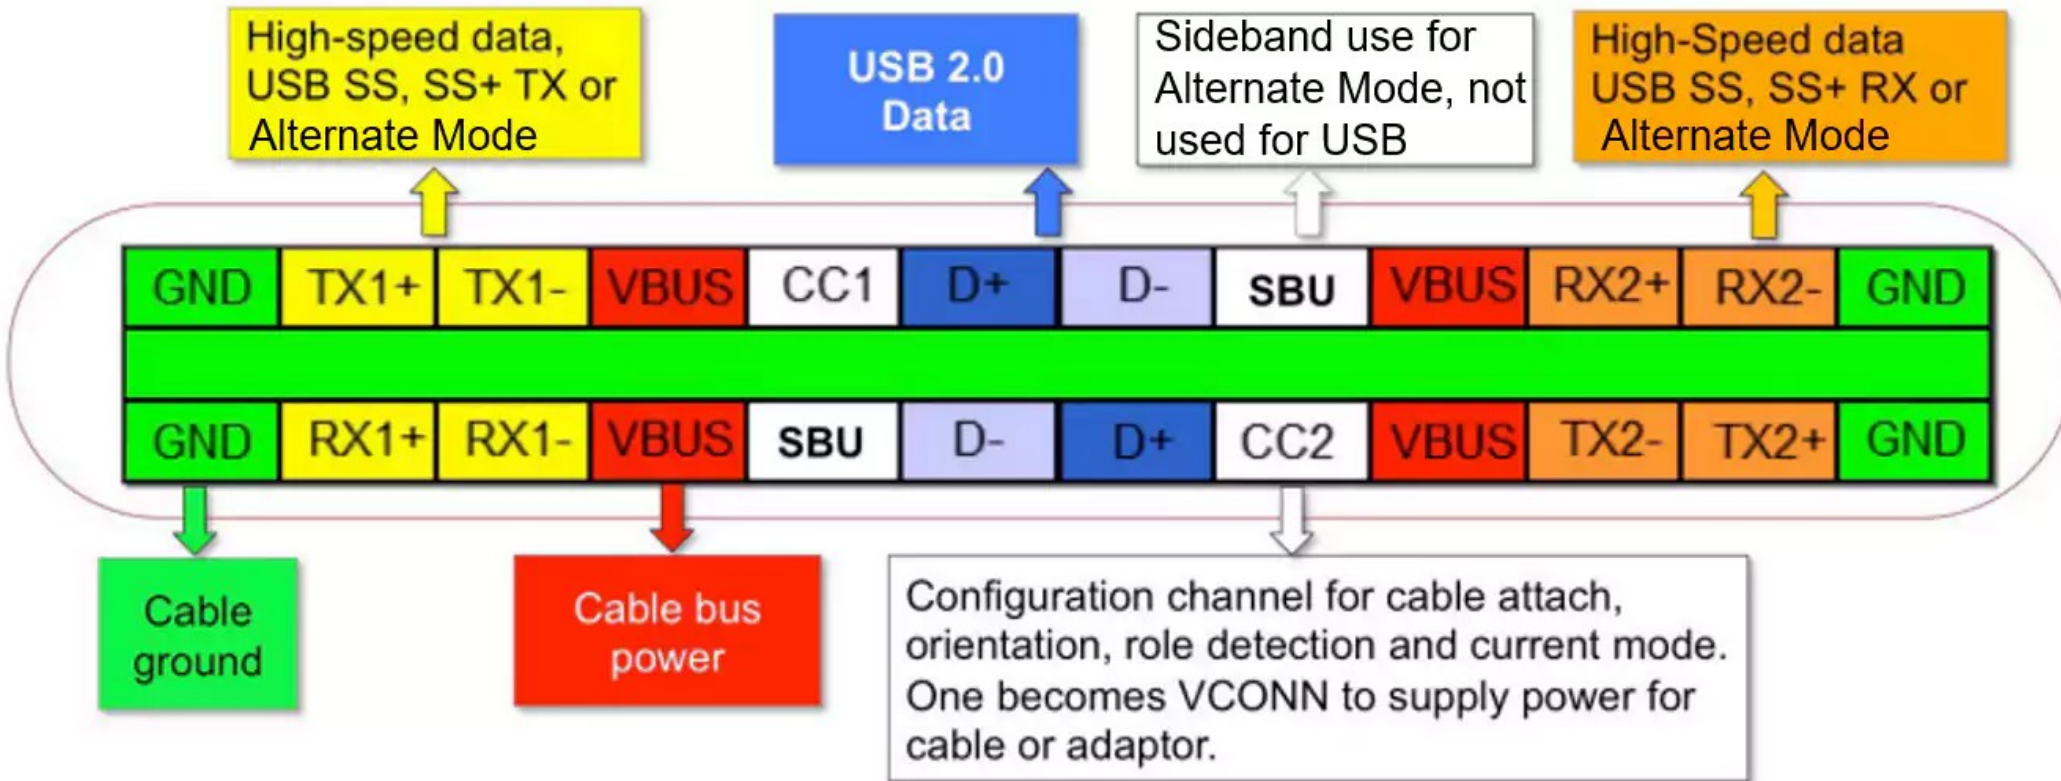 High-speed data,
USB SS, SS+ TX or
Alternate Mode
USB 2.0
Data
Sideband use for
Alternate Mode, not
used for USB
High-Speed data
USB SS, SS+ RX or
Alternate Mode
GND TX1+ TX1- VBUS CC1 D+ D- SBU VBUS RX2+ RX2- GND
GND RX1+ RX1- VBUS SBU D- D+ CC2 VBUS TX2- TX2+ GND
Cable
ground
Cable bus
power
Configuration channel for cable attach,
orientation, role detection and current mode.
One becomes VCONN to supply power for
cable or adaptor.